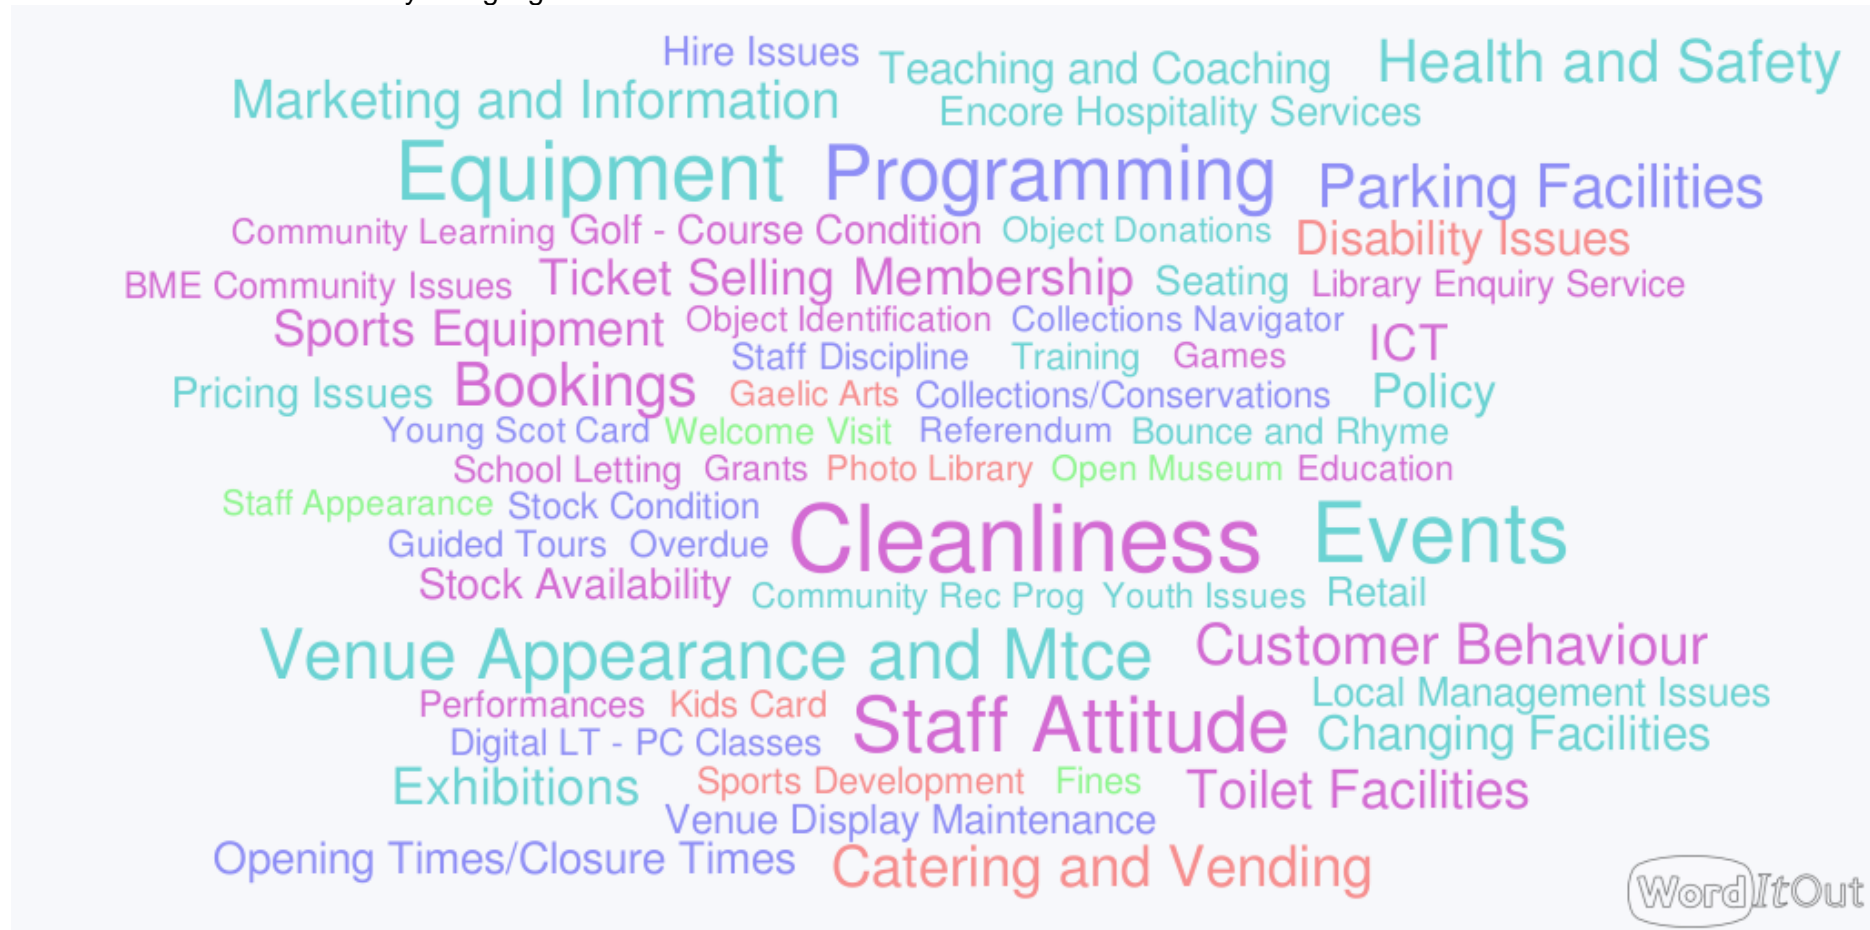 Hire Issues Teaching and Coaching Health and Safety
Marketing and Information Encore Hospitality Services
Equipment Programming Parking Facilities
Community Learning Golf - Course Condition Object Donations Disability Issues
BME Community Issues Ticket Selling Membership Seating Library Enquiry Service
Sports Equipment Object Identification Collections Navigator ICT
Staff Discipline Training Games
Pricing Issues Bookings Gaelic Arts Collections/Conservations Policy
Young Scot Card Welcome Visit Referendum Bounce and Rhyme
School Letting Grants Photo Library Open Museum Education
Staff Appearance Stock Condition Cleanliness Events
Guided Tours Overdue
Stock Availability Community Rec Prog Youth Issues Retail
Venue Appearance and Mtce Customer Behaviour
Performances Kids Card Staff Attitude Local Management Issues
Digital LT - PC Classes Changing Facilities
Exhibitions Sports Development Fines Toilet Facilities
Venue Display Maintenance
Opening Times/Closure Times Catering and Vending
WordItOut